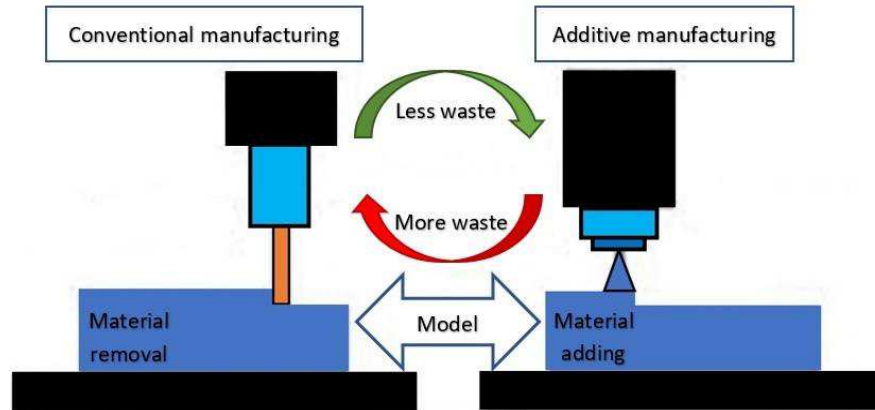 Conventional manufacturing
Additive manufacturing
Less waste
More waste
Model
Material
removal
Material
adding